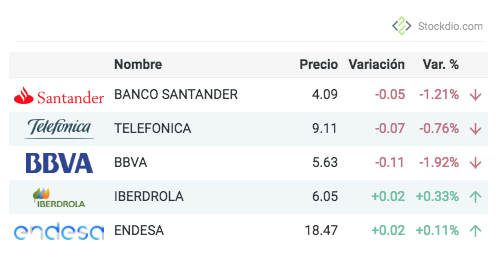 Stockdio.com
Nombre Precio Variación Var. %
Santander BANCO SANTANDER 4.09 -0.05 -1.21%
Telefónica TELEFONICA 9.11 -0.07 -0.76%
BBVA BBVA 5.63 -0.11 -1.92%
IBERDROLA IBERDROLA 6.05 +0.02 +0.33%
endesa ENDESA 18.47 +0.02 +0.11%